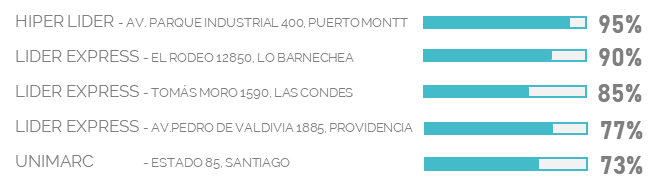 HIPER LIDER - AV. PARQUE INDUSTRIAL 400, PUERTO MONTT 95%
LIDER EXPRESS - EL RODEO 12850, LO BARNECHEA 90%
LIDER EXPRESS - TOMÁS MORO 1590, LAS CONDES 85%
LIDER EXPRESS - AV.PEDRO DE VALDIVIA 1885, PROVIDENCIA 77%
UNIMARC - ESTADO 85, SANTIAGO 73%